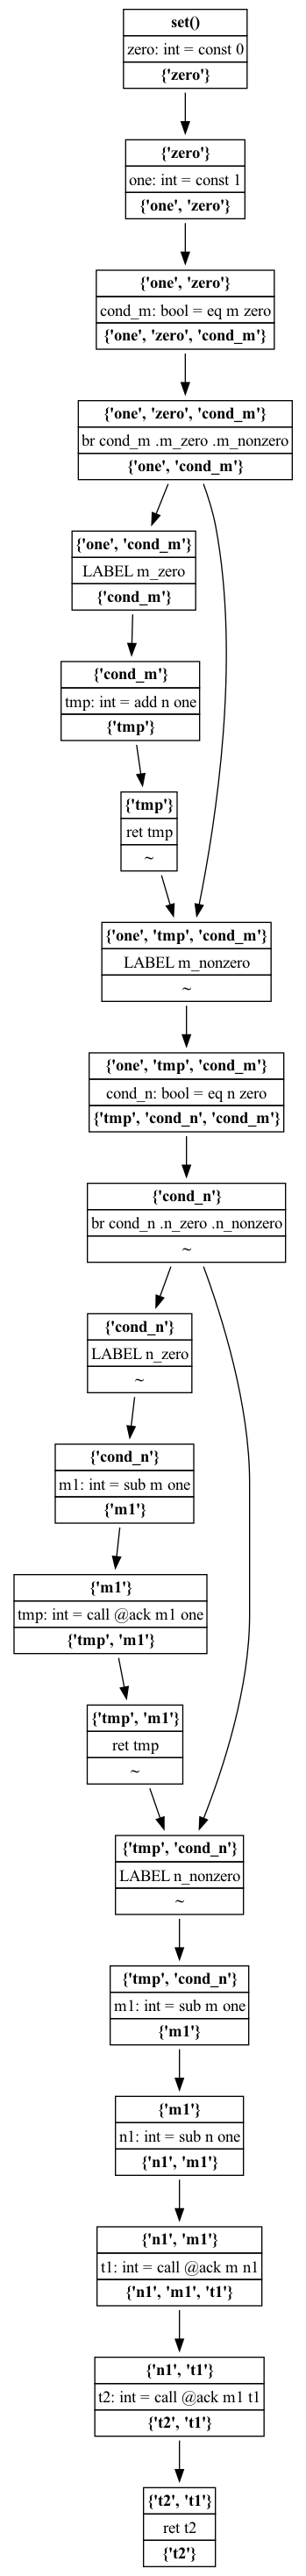 set()
zero: int = const 0
{'zero'}
{'zero'}
one: int = const 1
{'one', 'zero'}
{'one', 'zero'}
cond_m: bool = eq m zero
{'one', 'zero', 'cond_m'}
{'one', 'zero', 'cond_m'}
br cond_m .m_zero .m_nonzero
{'one', 'cond_m'}
{'one', 'cond_m'}
LABEL m_zero
{'cond_m'}
{'cond_m'}
tmp: int = add n one
{'tmp'}
{'tmp'}
ret tmp
~
{'one', 'tmp', 'cond_m'}
LABEL m_nonzero
~
{'one', 'tmp', 'cond_m'}
cond_n: bool = eq n zero
{'tmp', 'cond_n', 'cond_m'}
{'cond_n'}
br cond_n .n_zero .n_nonzero
~
{'cond_n'}
LABEL n_zero
~
{'cond_n'}
m1: int = sub m one
{'m1'}
{'m1'}
tmp: int = call @ack m1 one
{'tmp', 'm1'}
{'tmp', 'm1'}
ret tmp
~
{'tmp', 'cond_n'}
LABEL n_nonzero
~
{'tmp', 'cond_n'}
m1: int = sub m one
{'m1'}
{'m1'}
n1: int = sub n one
{'n1', 'm1'}
{'n1', 'm1'}
t1: int = call @ack m n1
{'n1', 'm1', 't1'}
{'n1', 't1'}
t2: int = call @ack m1 t1
{'t2', 't1'}
{'t2', 't1'}
ret t2
{'t2'}